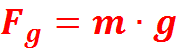 F_g = m · g